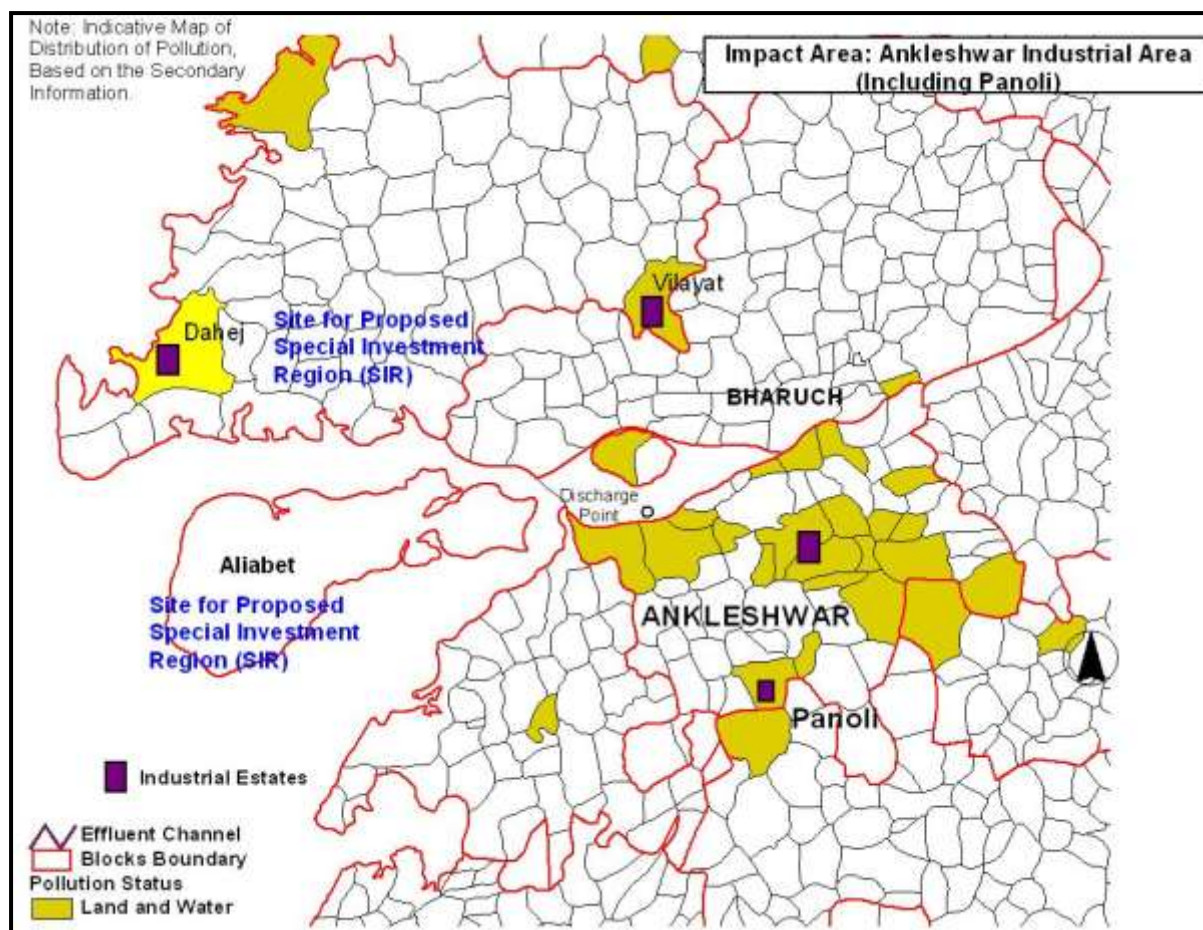 Note: Indicative Map of
Distribution of Pollution,
Based on the Secondary
Information.
Impact Area: Ankleshwar Industrial Area
(Including Panoli)
Vilayat
Dahej
Site for Proposed
Special Investment
Region (SIR)
BHARUCH
Discharge
Point
Aliabet
Site for Proposed
Special Investment
Region (SIR)
ANKLESHWAR
Panoli
Industrial Estates
Effluent Channel
Blocks Boundary
Pollution Status
Land and Water